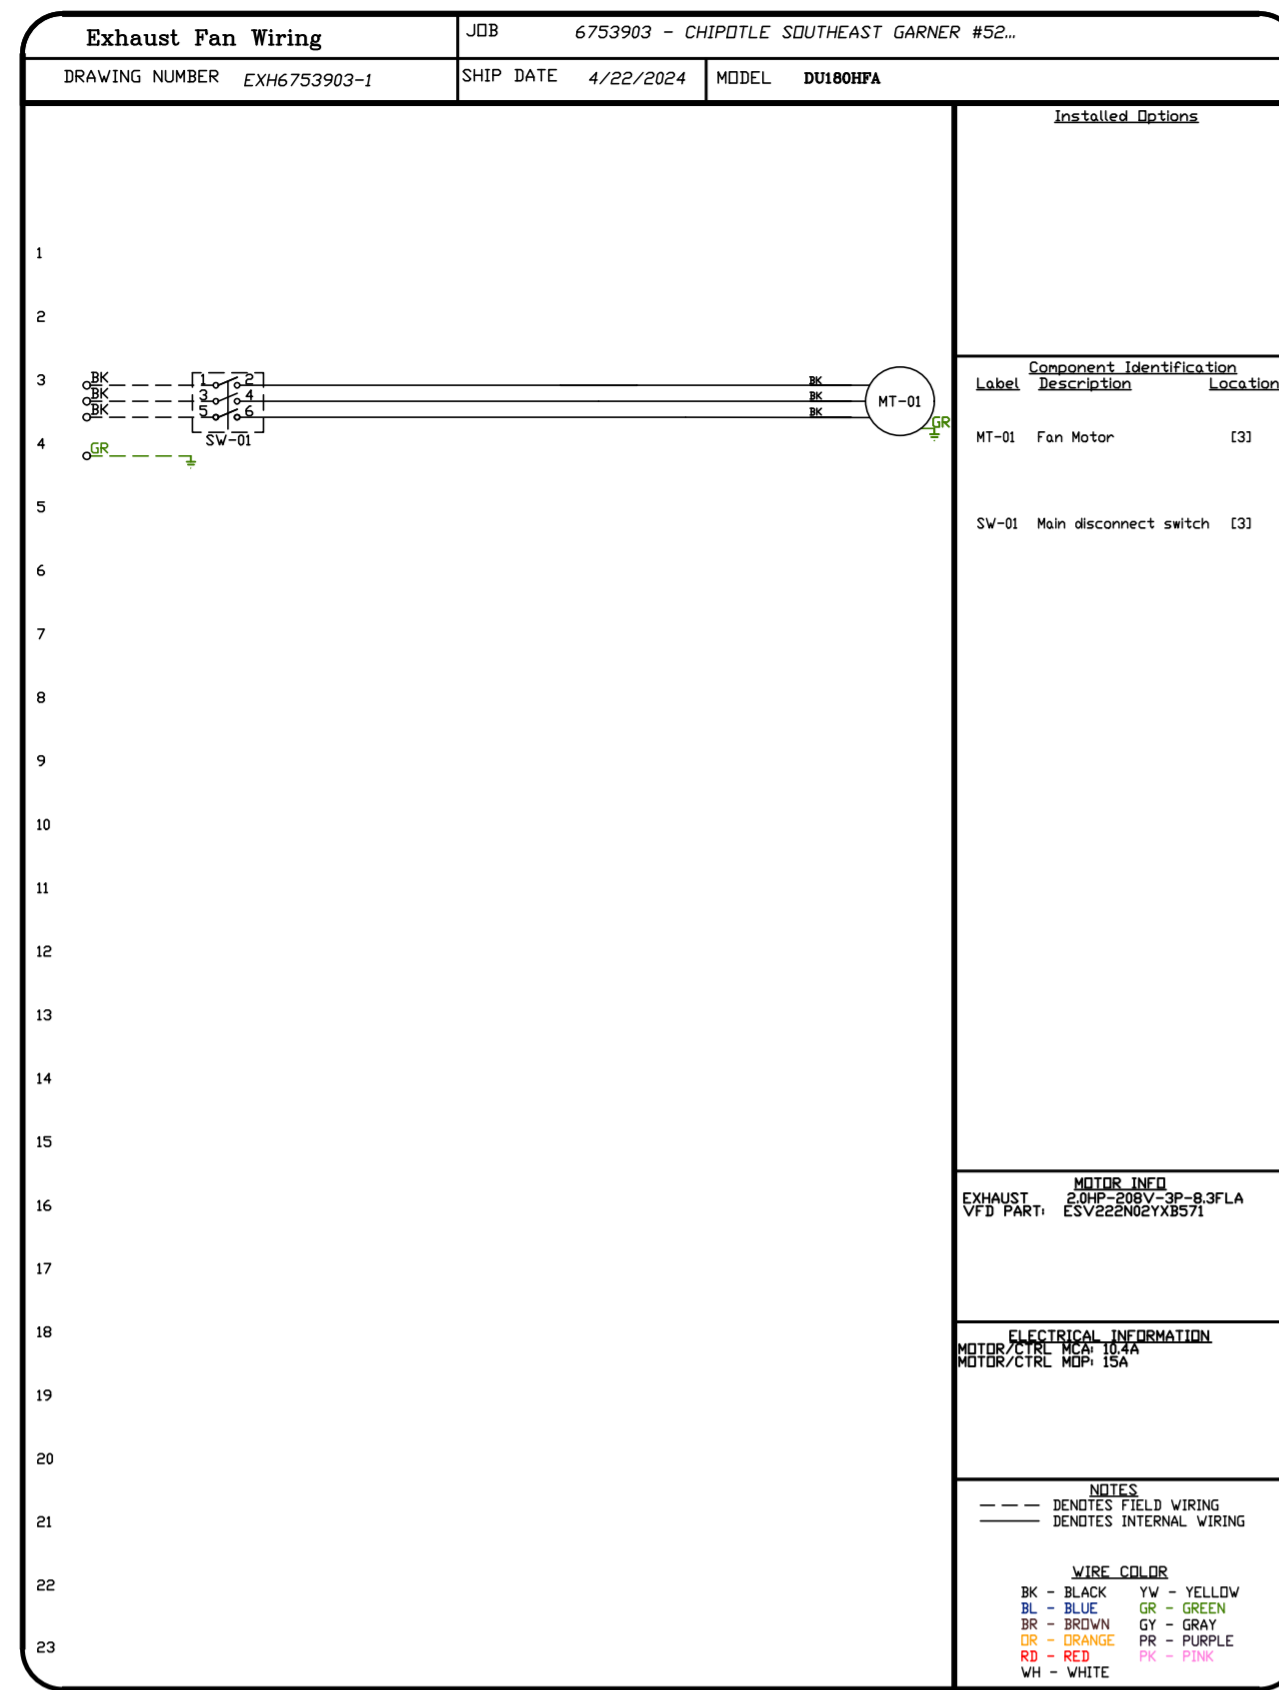 Exhaust Fan Wiring
JOB 6753903 - CHIPOTLE SOUTHEAST GARNER #52...
DRAWING NUMBER EXH6753903-1
SHIP DATE 4/22/2024
MODEL DU180HFA
Installed Options
1
2
3
4
5
6
7
8
9
10
11
12
13
14
15
16
17
18
19
20
21
22
23
BK
BK
BK
GR
1 2
3 4
5 6
SW-01
BK
BK
BK
MT-01
GR
Component Identification
Label Description Location
MT-01 Fan Motor [3]
SW-01 Main disconnect switch [3]
MOTOR INFO
EXHAUST 2.0HP-208V-3P-8.3FLA
VFD PART: ESV222N02YXB571
ELECTRICAL INFORMATION
MOTOR/CTRL MCA: 10.4A
MOTOR/CTRL MOP: 15A
NOTES
DENOTES FIELD WIRING
DENOTES INTERNAL WIRING
WIRE COLOR
BK - BLACK YW - YELLOW
BL - BLUE GR - GREEN
BR - BROWN GY - GRAY
OR - ORANGE PR - PURPLE
RD - RED PK - PINK
WH - WHITE